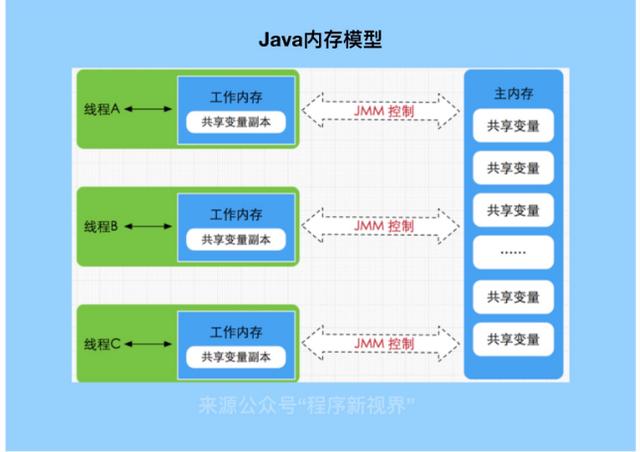 Java内存模型
线程A
工作内存
共享变量副本
JMM 控制
主内存
共享变量
共享变量
共享变量
······
共享变量
共享变量
线程B
工作内存
共享变量副本
JMM 控制
线程C
工作内存
共享变量副本
JMM 控制
来源公众号“程序新视界”